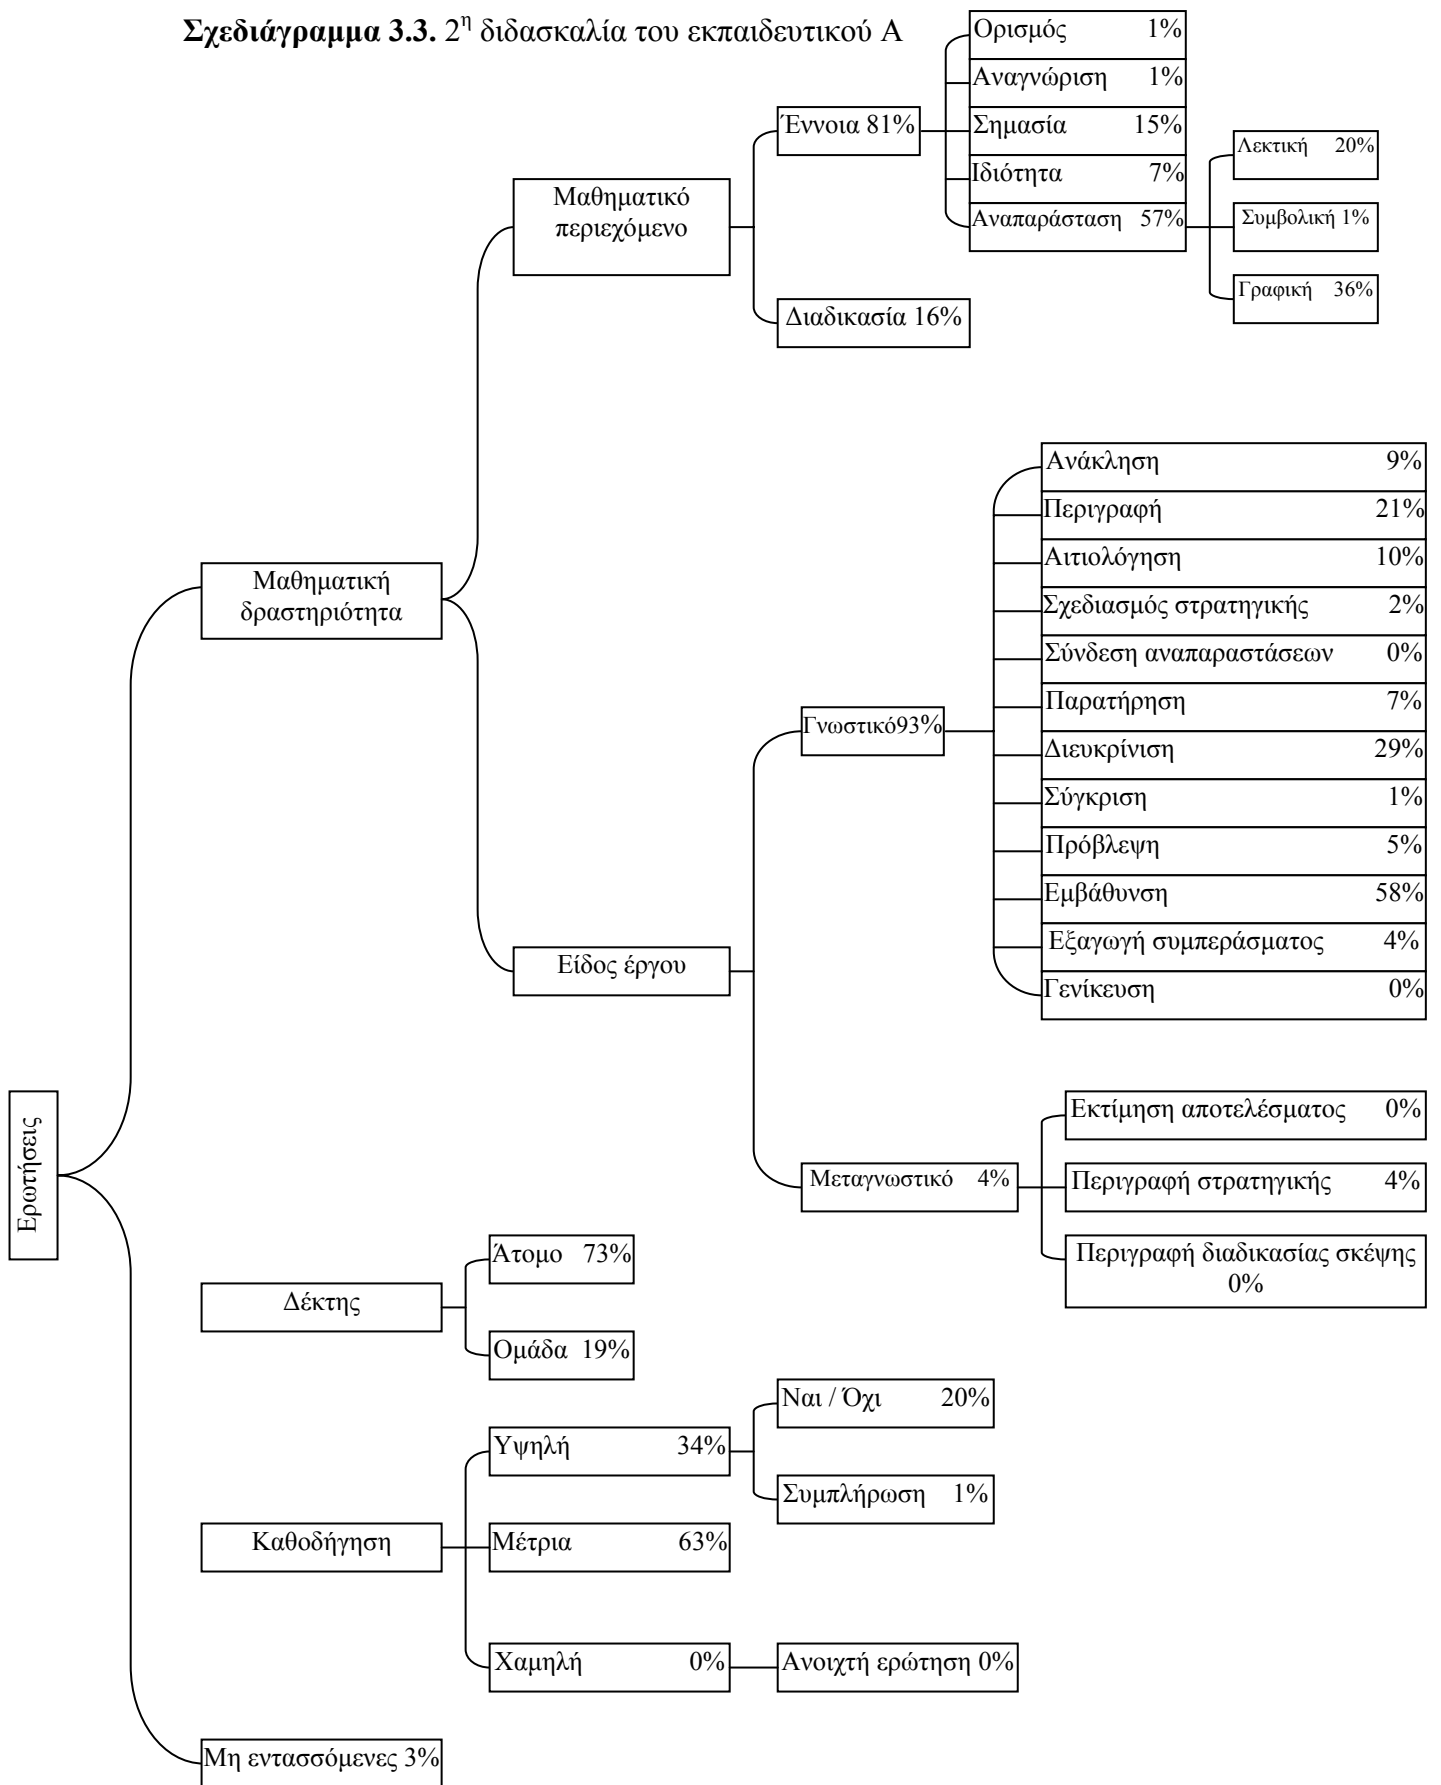 Σχεδιάγραμμα 3.3. 2η διδασκαλία του εκπαιδευτικού Α
Ορισμός 1%
Αναγνώριση 1%
Σημασία 15%
Ιδιότητα 7%
Αναπαράσταση 57%
Έννοια 81%
Λεκτική 20%
Συμβολική 1%
Γραφική 36%
Μαθηματικό
περιεχόμενο
Διαδικασία 16%
Ανάκληση 9%
Περιγραφή 21%
Αιτιολόγηση 10%
Σχεδιασμός στρατηγικής 2%
Σύνδεση αναπαραστάσεων 0%
Παρατήρηση 7%
Διευκρίνιση 29%
Σύγκριση 1%
Πρόβλεψη 5%
Εμβάθυνση 58%
Εξαγωγή συμπεράσματος 4%
Γενίκευση 0%
Μαθηματική
δραστηριότητα
Γνωστικό93%
Είδος έργου
Μεταγνωστικό 4%
Εκτίμηση αποτελέσματος 0%
Περιγραφή στρατηγικής 4%
Περιγραφή διαδικασίας σκέψης
0%
Ερωτήσεις
Άτομο 73%
Δέκτης
Ομάδα 19%
Ναι / Όχι 20%
Υψηλή 34%
Συμπλήρωση 1%
Καθοδήγηση
Μέτρια 63%
Χαμηλή 0%
Ανοιχτή ερώτηση 0%
Μη εντασσόμενες 3%